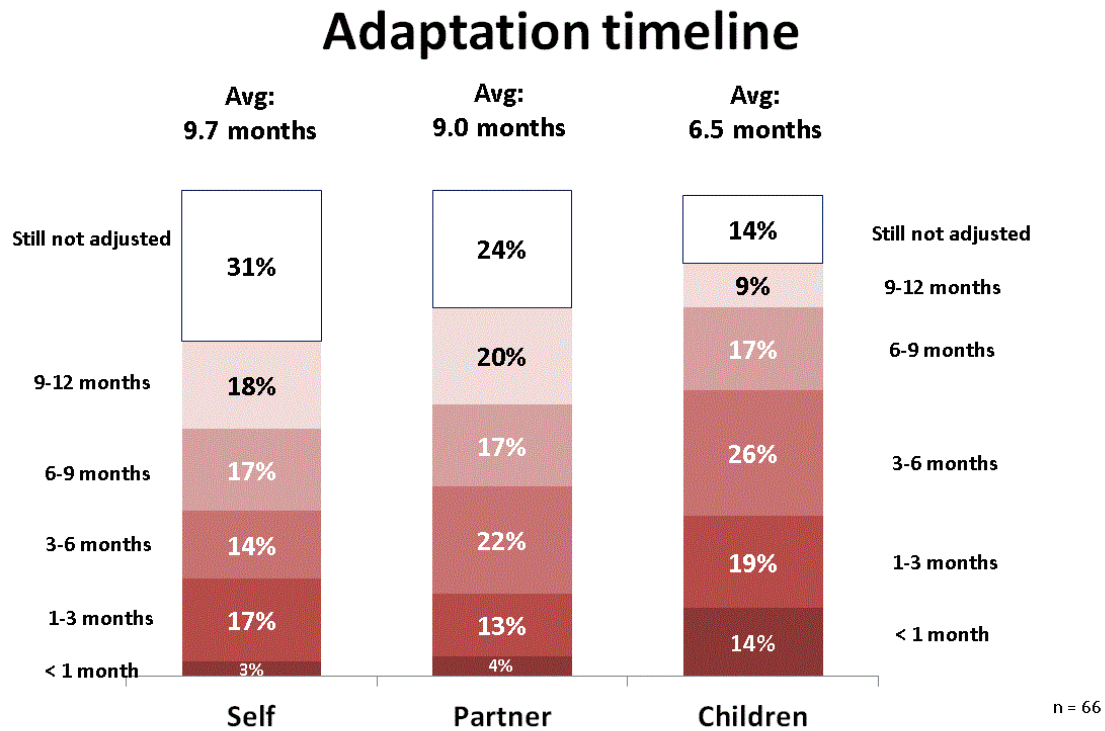 Adaptation timeline
Avg:
9.7 months
Avg:
9.0 months
Avg:
6.5 months
Still not adjusted
9-12 months
6-9 months
3-6 months
1-3 months
< 1 month
31%
18%
17%
14%
17%
3%
24%
20%
17%
22%
13%
4%
14%
9%
17%
26%
19%
14%
Still not adjusted
9-12 months
6-9 months
3-6 months
1-3 months
< 1 month
Self
Partner
Children
n = 66